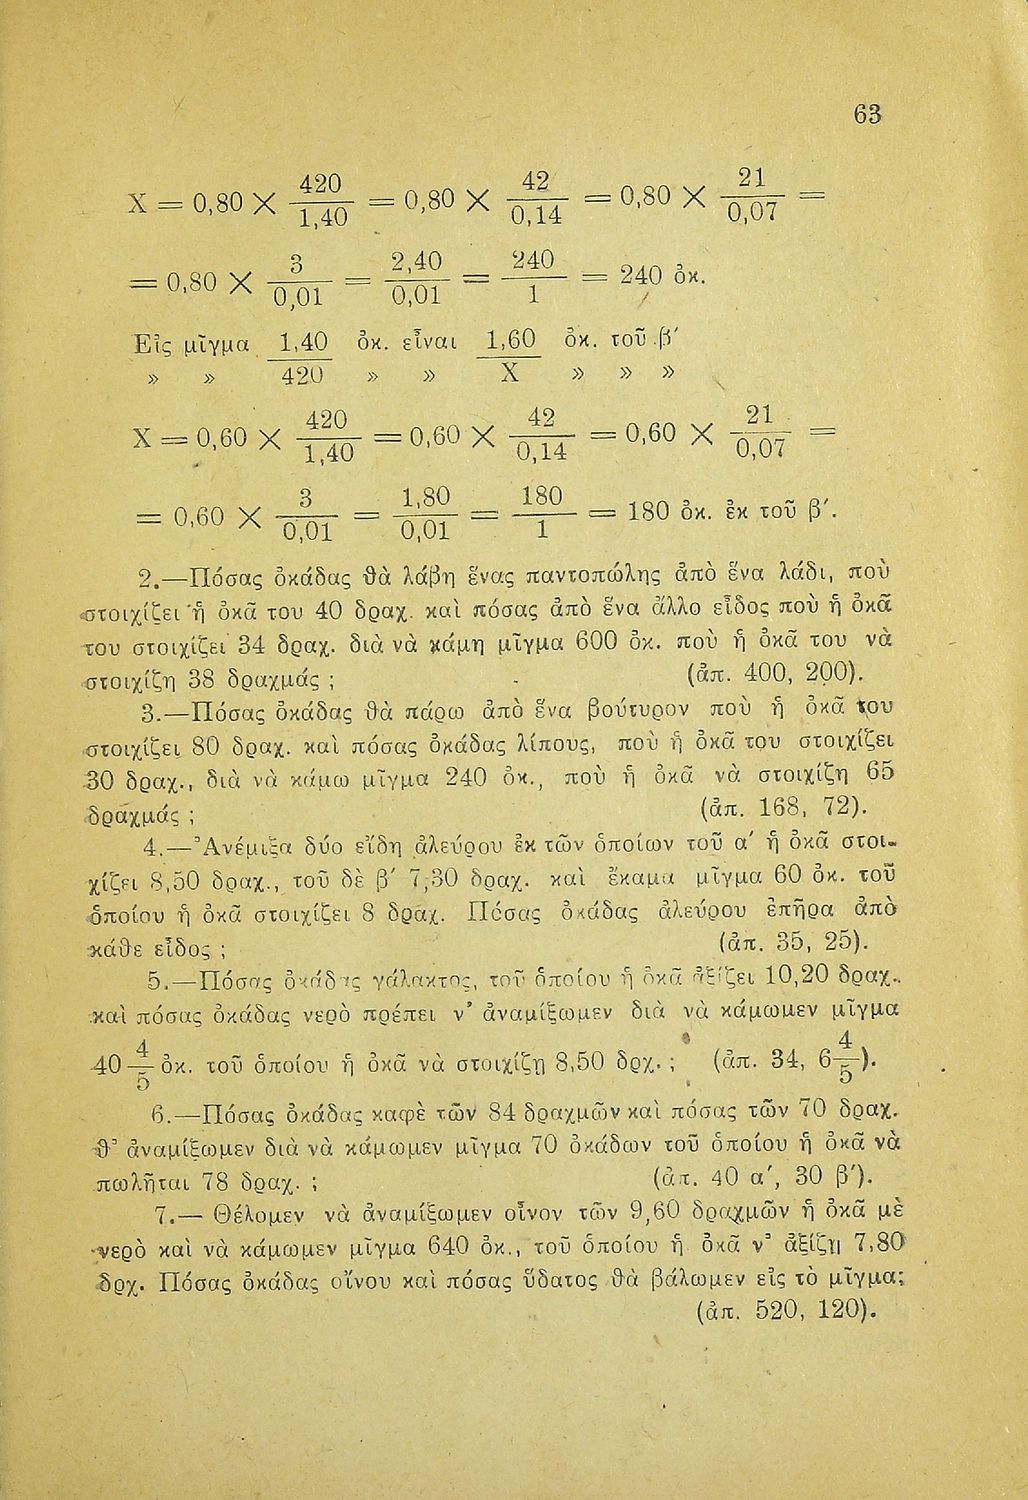 63
X = 0,80 × 420/1,40 = 0,80 × 42/0,14 = 0,80 × 21/0,07 =
= 0,80 × 3/0,01 = 2,40/0,01 = 240/1 = 240 ὀκ.
Εἰς μῖγμα 1,40 ὀκ. εἶναι 1,60 ὀκ. τοῦ β′
» » 420 » » X » » »
X = 0,60 × 420/1,40 = 0,60 × 42/0,14 = 0,60 × 21/0,07 =
= 0,60 × 3/0,01 = 1,80/0,01 = 180/1 = 180 ὀκ. ἐκ τοῦ β′.
2.—Πόσας ὀκάδας θὰ λάβη ἕνας παντοπώλης ἀπὸ ἕνα λάδι, ποὺ
στοιχίζει ἡ ὀκᾶ του 40 δραχ. καὶ πόσας ἀπὸ ἕνα ἄλλο εἶδος ποὺ ἡ ὀκᾶ
του στοιχίζει 34 δραχ. διὰ νὰ κάμη μῖγμα 600 ὀκ. ποὺ ἡ ὀκᾶ του νὰ
στοιχίζη 38 δραχμάς ; (ἀπ. 400, 200).
3.—Πόσας ὀκάδας θὰ πάρω ἀπὸ ἕνα βούτυρον ποὺ ἡ ὀκᾶ του
στοιχίζει 80 δραχ. καὶ πόσας ὀκάδας λίπους, ποὺ ἡ ὀκᾶ του στοιχίζει
30 δραχ., διὰ νὰ κάμω μῖγμα 240 ὀκ., ποὺ ἡ ὀκᾶ νὰ στοιχίζη 65
δραχμάς ; (ἀπ. 168, 72).
4.—Ἀνέμιξα δύο εἴδη ἀλεύρου ἐκ τῶν ὁποίων τοῦ α′ ἡ ὀκᾶ στοι-
χίζει 8,50 δραχ., τοῦ δὲ β′ 7,30 δραχ. καὶ ἔκαμα μῖγμα 60 ὀκ. τοῦ
ὁποίου ἡ ὀκᾶ στοιχίζει 8 δραχ. Πόσας ὀκάδας ἀλεύρου ἐπῆρα ἀπὸ
κάθε εἶδος ; (ἀπ. 35, 25).
5.—Πόσας ὀκάδας γάλακτος, τοῦ ὁποίου ἡ ὀκᾶ ἀξίζει 10,20 δραχ.
καὶ πόσας ὀκάδας νερὸ πρέπει ν' ἀναμίξωμεν διὰ νὰ κάμωμεν μῖγμα
40 4/5 ὀκ. τοῦ ὁποίου ἡ ὀκᾶ νὰ στοιχίζη 8,50 δρχ. ; (ἀπ. 34, 6 4/5).
6.—Πόσας ὀκάδας καφὲ τῶν 84 δραχμῶν καὶ πόσας τῶν 70 δραχ.
θ' ἀναμίξωμεν διὰ νὰ κάμωμεν μῖγμα 70 ὀκάδων τοῦ ὁποίου ἡ ὀκᾶ νὰ
πωλῆται 78 δραχ. ; (ἀπ. 40 α′, 30 β′).
7.— Θέλομεν νὰ ἀναμίξωμεν οἶνον τῶν 9,60 δραχμῶν ἡ ὀκᾶ μὲ
νερὸ καὶ νὰ κάμωμεν μῖγμα 640 ὀκ., τοῦ ὁποίου ἡ ὀκᾶ ν' ἀξίζη 7,80
δρχ. Πόσας ὀκάδας οἴνου καὶ πόσας ὕδατος θὰ βάλωμεν εἰς τὸ μῖγμα;
(ἀπ. 520, 120).